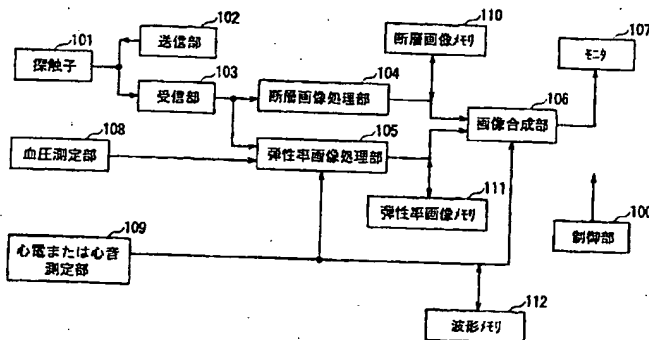 101
探触子
102
送信部
103
受信部
104
断層画像処理部
110
断層画像メモリ
107
モニタ
106
画像合成部
108
血圧測定部
105
弾性率画像処理部
111
弾性率画像メモリ
100
制御部
109
心電または心音
測定部
112
波形メモリ